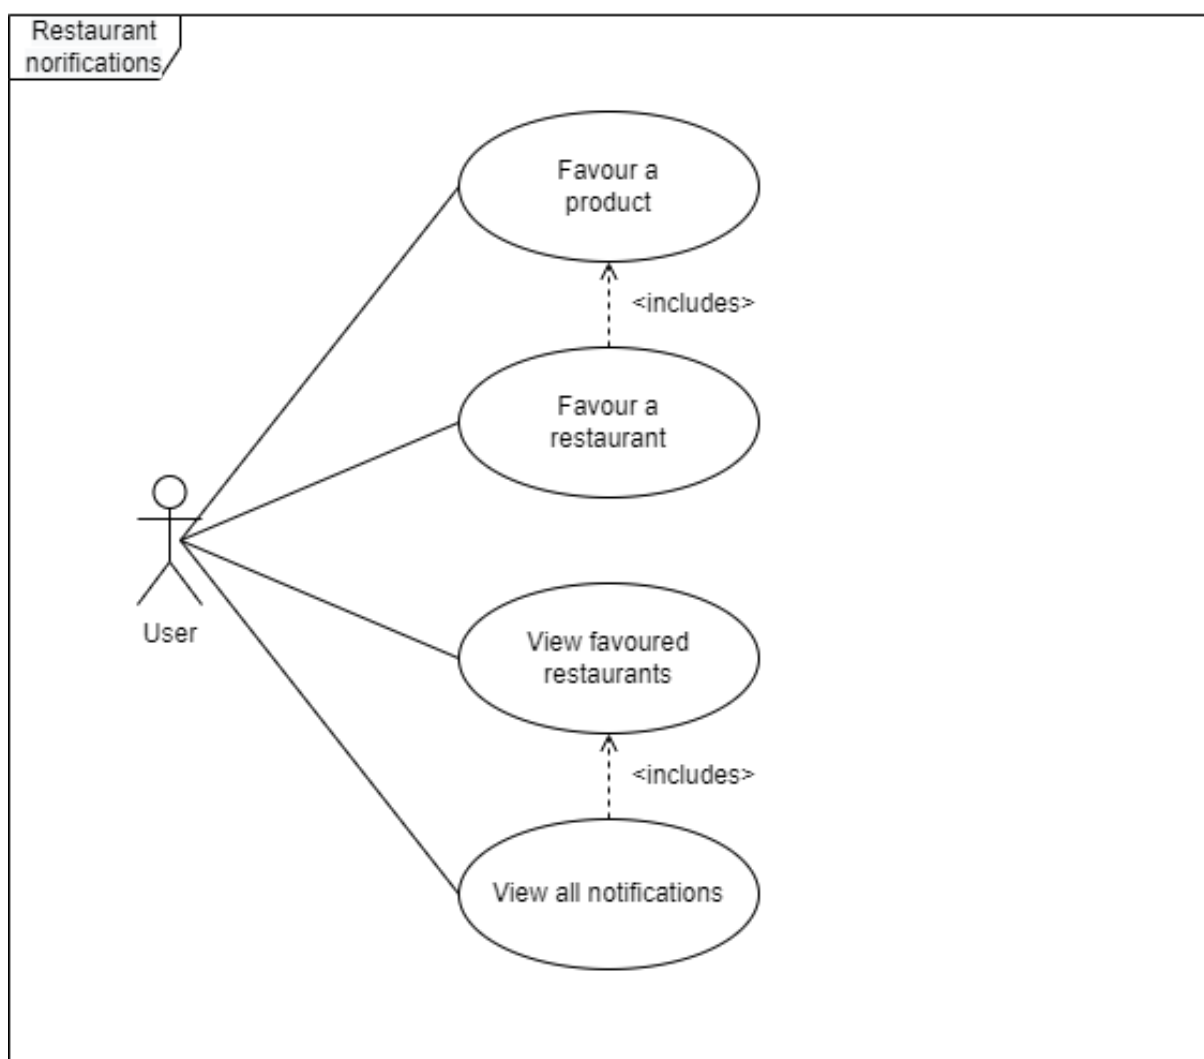 Restaurant
norifications
Favour a
product
<includes>
Favour a
restaurant
User
View favoured
restaurants
<includes>
View all notifications